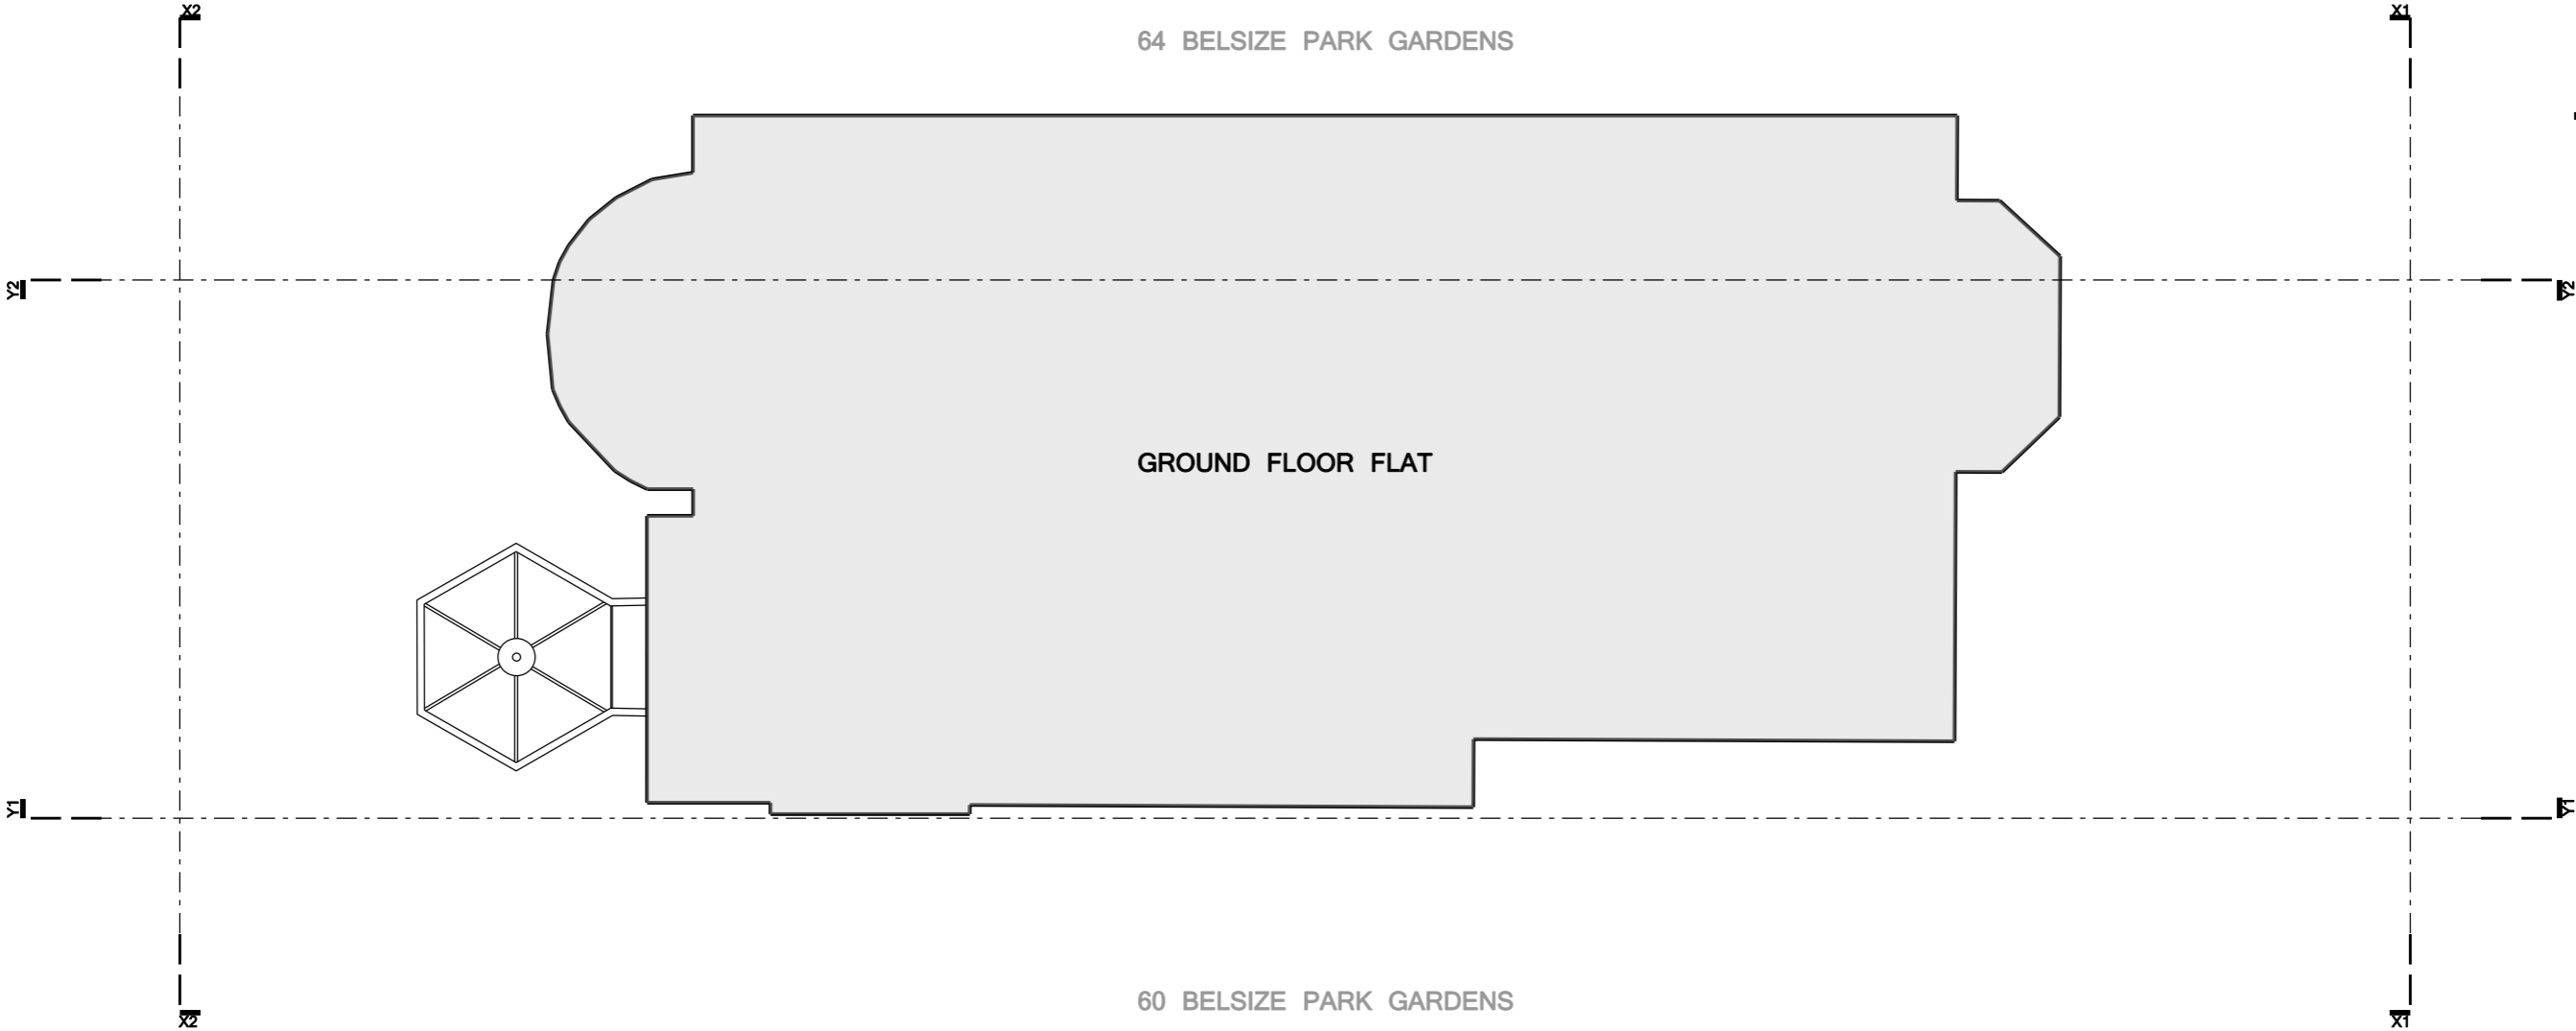 X2
X1
64 BELSIZE PARK GARDENS
Y2
Y2
GROUND FLOOR FLAT
Y1
Y1
60 BELSIZE PARK GARDENS
X2
X1